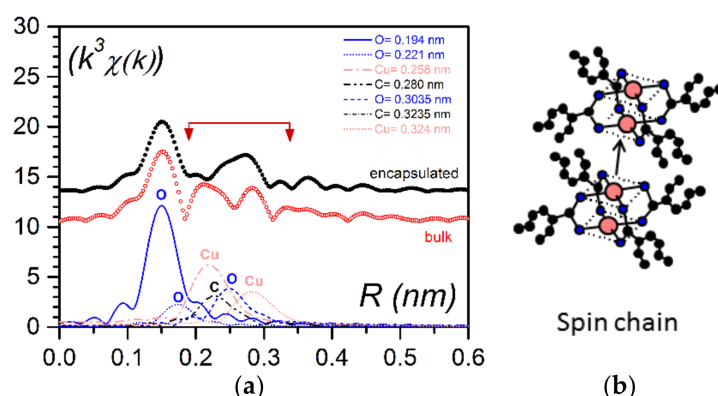 30
25
20
15
10
5
0
(k³χ(k))
O= 0.194 nm
O= 0.221 nm
Cu= 0.258 nm
C= 0.280 nm
O= 0.3035 nm
C= 0.3235 nm
Cu= 0.324 nm
encapsulated
bulk
O
Cu
O
C
O
Cu
R (nm)
0.0 0.1 0.2 0.3 0.4 0.5 0.6
(a)
Spin chain
(b)